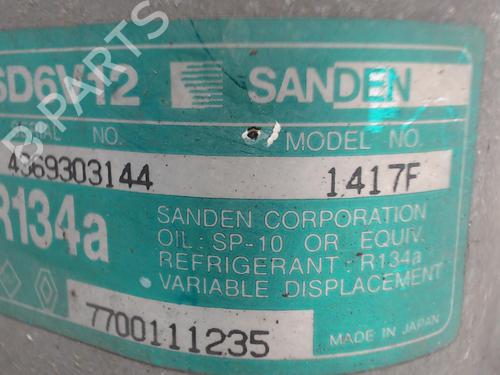 SD6V12 SANDEN
SERIAL NO. MODEL NO.
4969303144 1417F
R134a
SANDEN CORPORATION
OIL: SP-10 OR EQUIV.
REFRIGERANT: R134a
VARIABLE DISPLACEMENT
7700111235
MADE IN JAPAN
B-PARTS